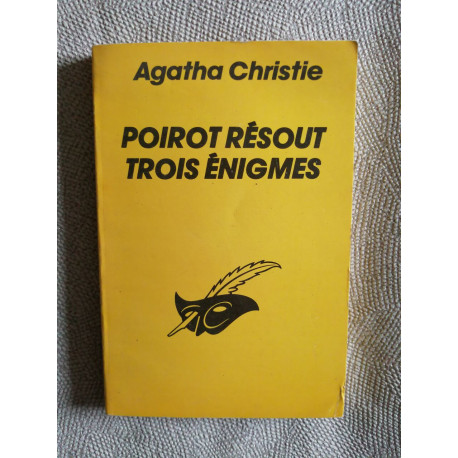 Agatha Christie
POIROT RÉSOUT
TROIS ÉNIGMES